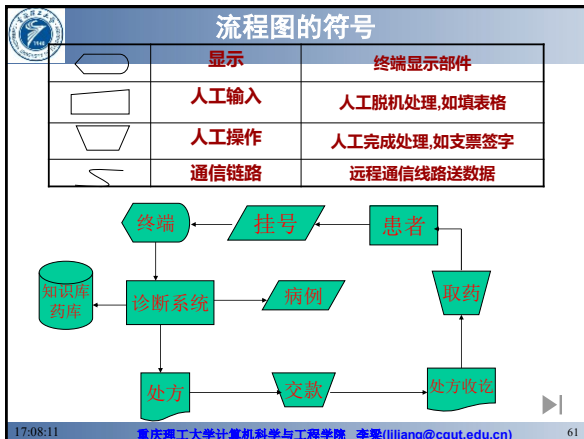 流程图的符号
显示 终端显示部件
人工输入 人工脱机处理,如填表格
人工操作 人工完成处理,如支票签字
通信链路 远程通信线路送数据
终端 挂号 患者
知识库
药库
诊断系统 病例 取药
处方 交款 处方收讫
17:08:11 重庆理工大学计算机科学与工程学院 李梁(liliang@cqut.edu.cn) 61